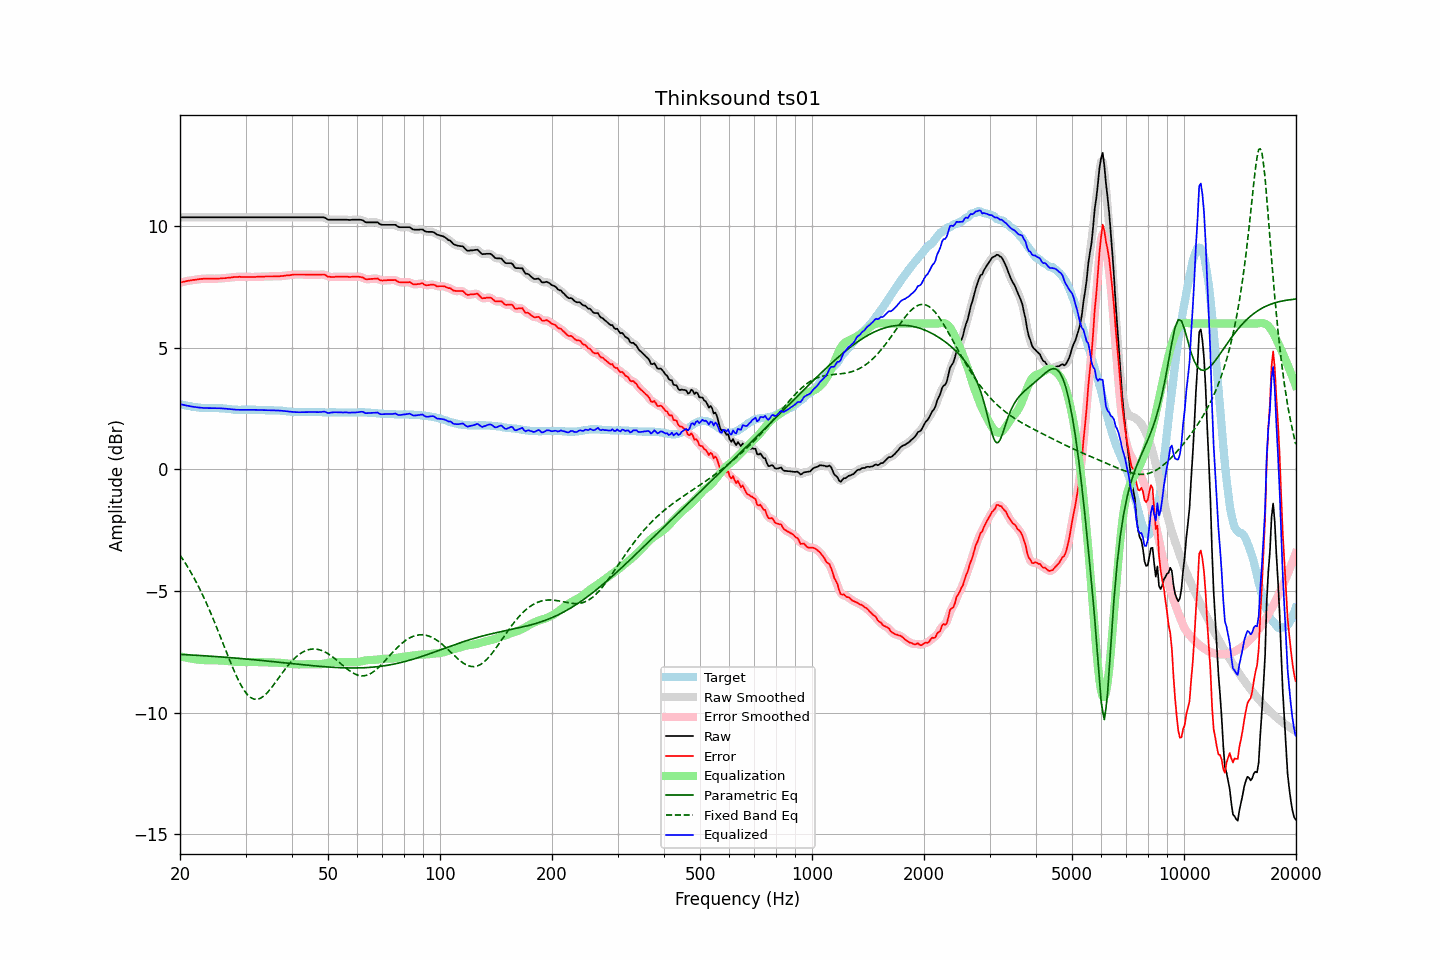 Thinksound ts01
Amplitude (dBr)
10
5
0
−5
−10
−15
Target
Raw Smoothed
Error Smoothed
Raw
Error
Equalization
Parametric Eq
Fixed Band Eq
Equalized
20 50 100 200 500 1000 2000 5000 10000 20000
Frequency (Hz)